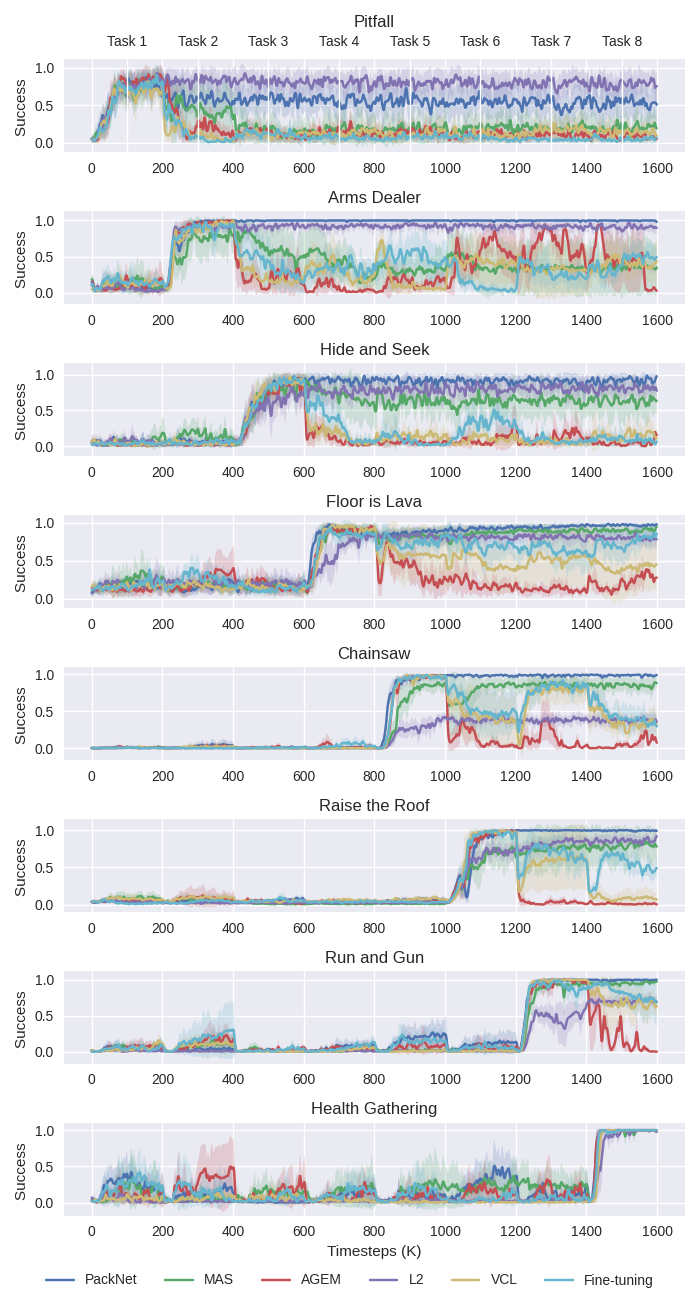 Pitfall
Task 1 Task 2 Task 3 Task 4 Task 5 Task 6 Task 7 Task 8
Success
1.0
0.5
0.0
0 200 400 600 800 1000 1200 1400 1600
Arms Dealer
Success
1.0
0.5
0.0
0 200 400 600 800 1000 1200 1400 1600
Hide and Seek
Success
1.0
0.5
0.0
0 200 400 600 800 1000 1200 1400 1600
Floor is Lava
Success
1.0
0.5
0.0
0 200 400 600 800 1000 1200 1400 1600
Chainsaw
Success
1.0
0.5
0.0
0 200 400 600 800 1000 1200 1400 1600
Raise the Roof
Success
1.0
0.5
0.0
0 200 400 600 800 1000 1200 1400 1600
Run and Gun
Success
1.0
0.5
0.0
0 200 400 600 800 1000 1200 1400 1600
Health Gathering
Success
1.0
0.5
0.0
0 200 400 600 800 1000 1200 1400 1600
Timesteps (K)
PackNet MAS AGEM L2 VCL Fine-tuning